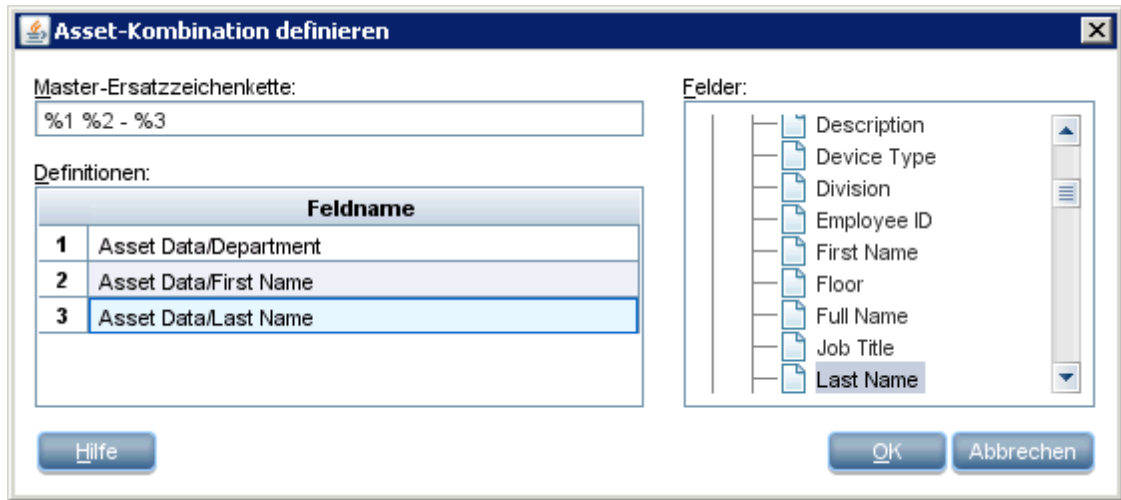 Asset-Kombination definieren
Master-Ersatzzeichenkette:
%1 %2 - %3
Definitionen:
Feldname
1 Asset Data/Department
2 Asset Data/First Name
3 Asset Data/Last Name
Felder:
Description
Device Type
Division
Employee ID
First Name
Floor
Full Name
Job Title
Last Name
Hilfe
OK
Abbrechen